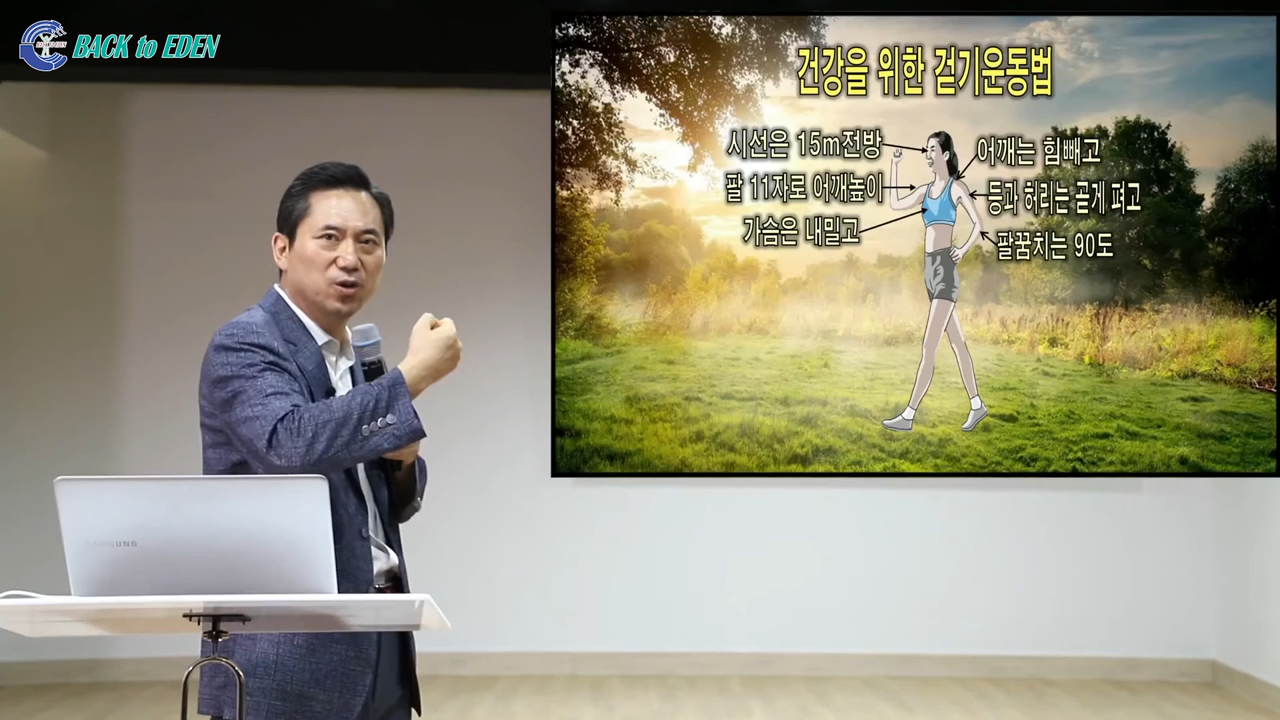 BACK to EDEN
건강을 위한 걷기운동법
시선은 15m전방
팔 11자로 어깨높이
가슴은 내밀고
어깨는 힘빼고
등과 허리는 곧게 펴고
팔꿈치는 90도
SAMSUNG